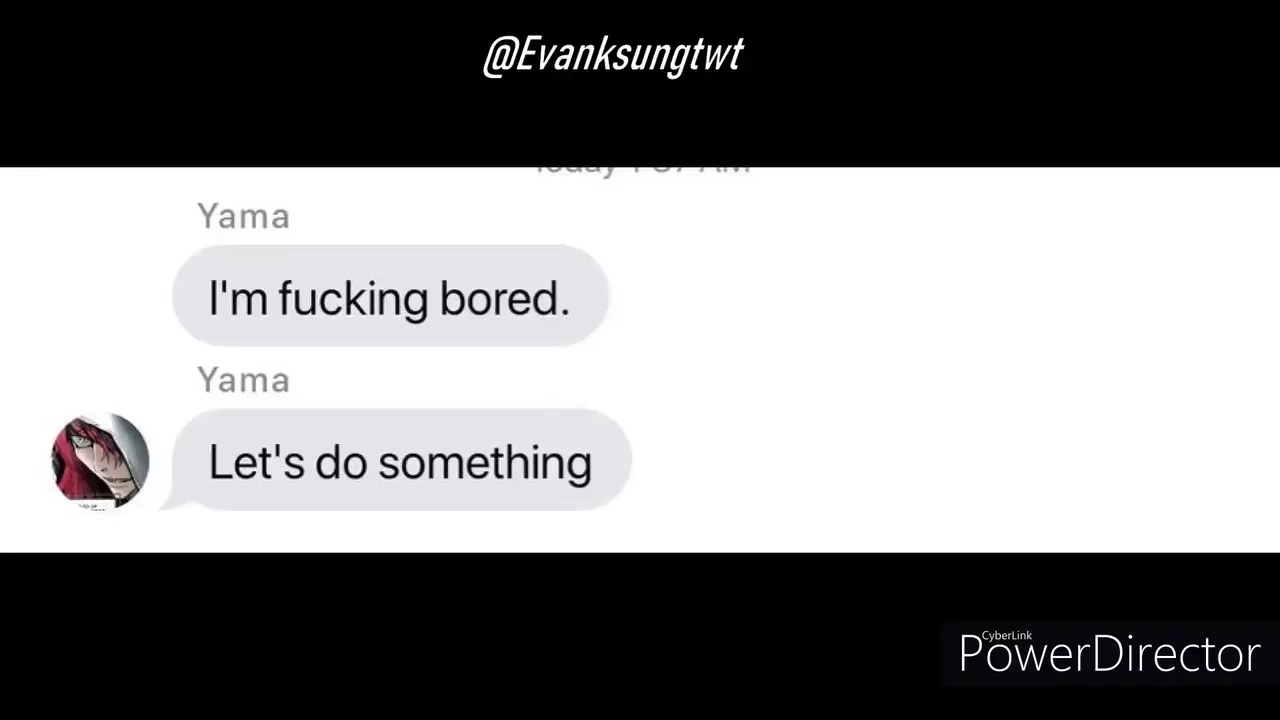 @Evanksungtwt
Yama
I'm fucking bored.
Yama
Let's do something
CyberLink
PowerDirector